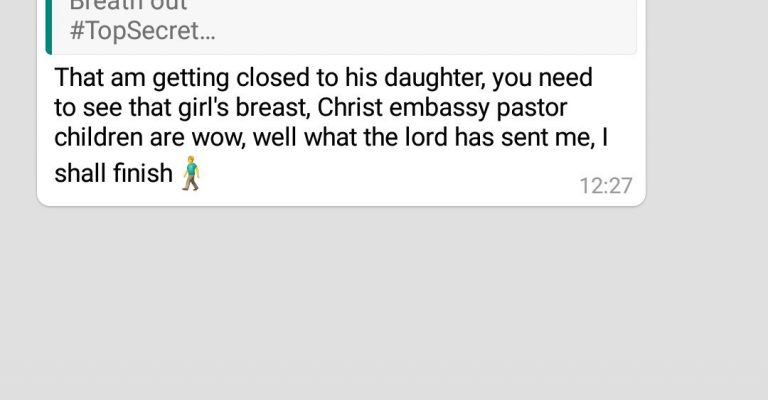 Breath out
#TopSecret...
That am getting closed to his daughter, you need
to see that girl's breast, Christ embassy pastor
children are wow, well what the lord has sent me, I
shall finish 🚶‍♂️
12:27